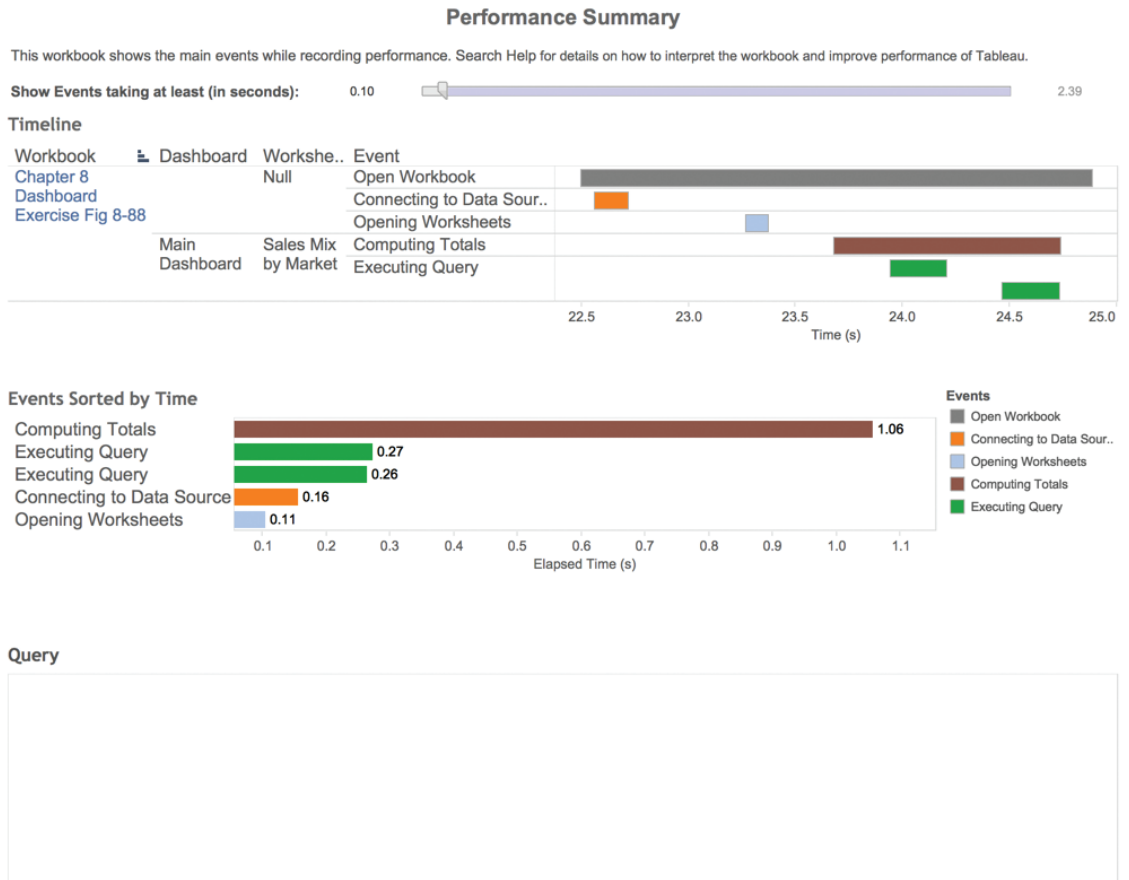 Performance Summary
This workbook shows the main events while recording performance. Search Help for details on how to interpret the workbook and improve performance of Tableau.
Show Events taking at least (in seconds): 0.10 2.39
Timeline
Workbook Dashboard Workshe.. Event
Chapter 8 Null Open Workbook
Dashboard Connecting to Data Sour..
Exercise Fig 8-88 Opening Worksheets
Main Sales Mix Computing Totals
Dashboard by Market Executing Query
22.5 23.0 23.5 24.0 24.5 25.0
Time (s)
Events Sorted by Time
Computing Totals 1.06
Executing Query 0.27
Executing Query 0.26
Connecting to Data Source 0.16
Opening Worksheets 0.11
0.1 0.2 0.3 0.4 0.5 0.6 0.7 0.8 0.9 1.0 1.1
Elapsed Time (s)
Events
Open Workbook
Connecting to Data Sour..
Opening Worksheets
Computing Totals
Executing Query
Query